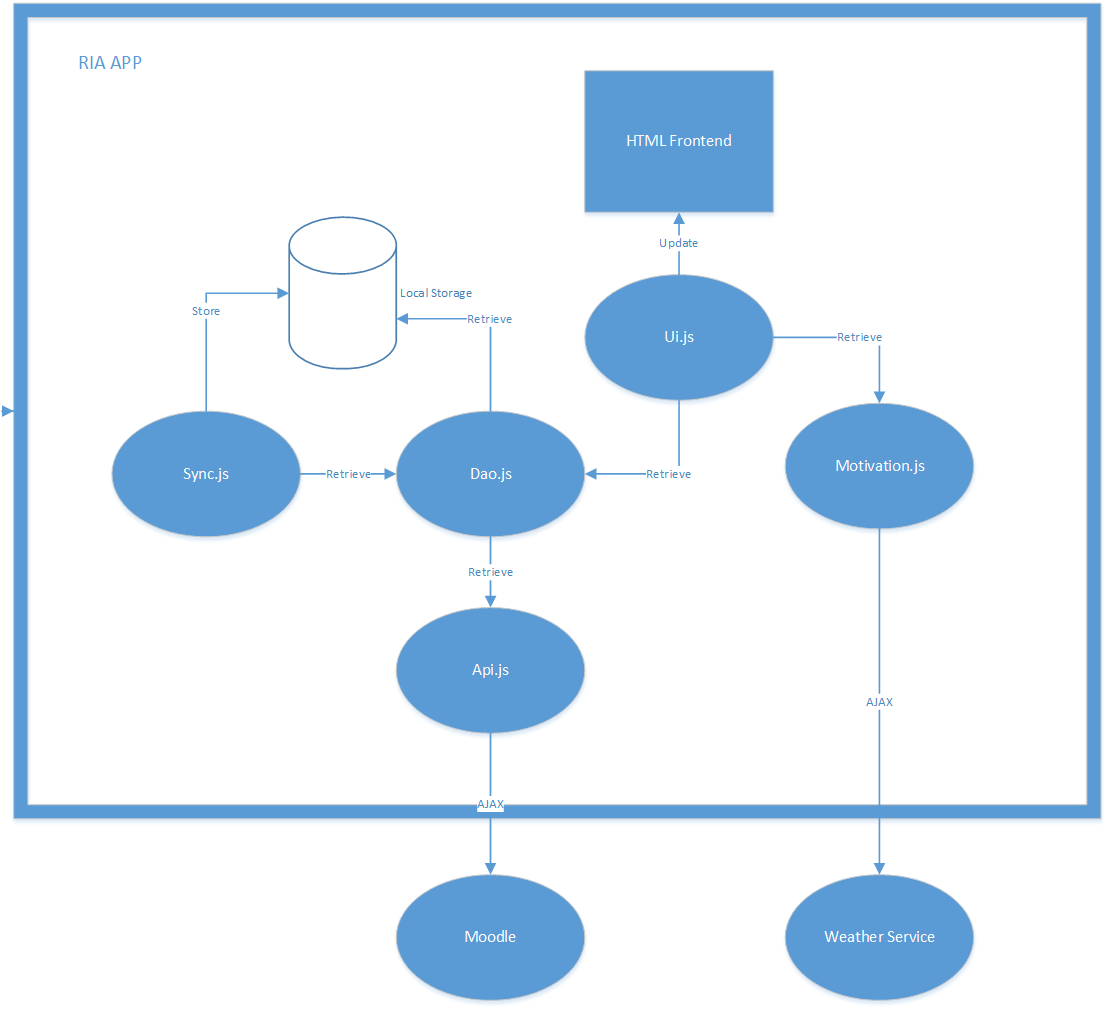 RIA APP
HTML Frontend
Update
Local Storage
Store
Retrieve
Ui.js
Retrieve
Sync.js
Retrieve
Dao.js
Retrieve
Motivation.js
Retrieve
Api.js
AJAX
AJAX
Moodle
Weather Service